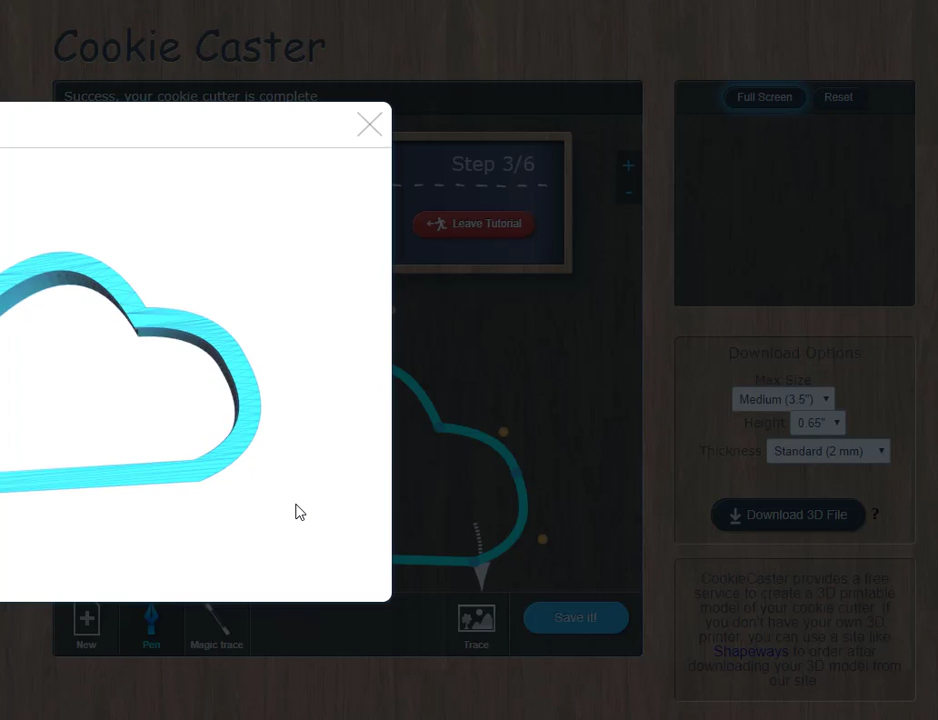 Cookie Caster
Success, your cookie cutter is complete
Full Screen
Reset
Step 3/6
+
-
Leave Tutorial
Download Options
Max Size
Medium (3.5")
Height
0.65"
Thickness
Standard (2 mm)
Download 3D File
?
CookieCaster provides a free
service to create a 3D printable
model of your cookie cutter. If
you don't have your own 3D
printer, you can use a site like
Shapeways to order after
downloading your 3D model from
our site.
New
Pen
Magic trace
Trace
Save it!